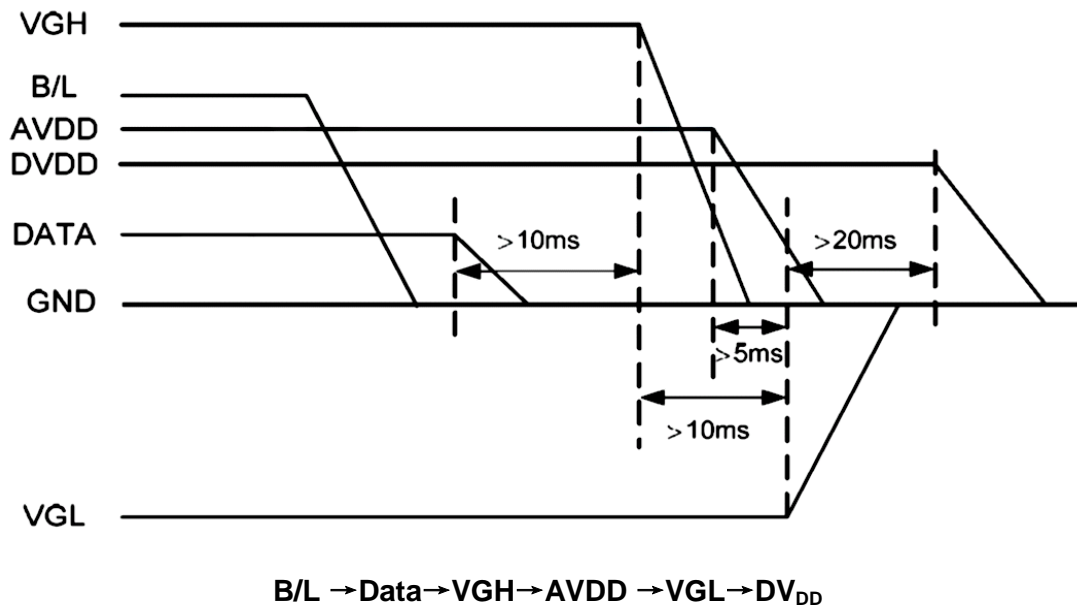 VGH
B/L
AVDD
DVDD
DATA
>10ms
>20ms
GND
>5ms
>10ms
VGL
B/L →Data→VGH→AVDD →VGL→DVDD